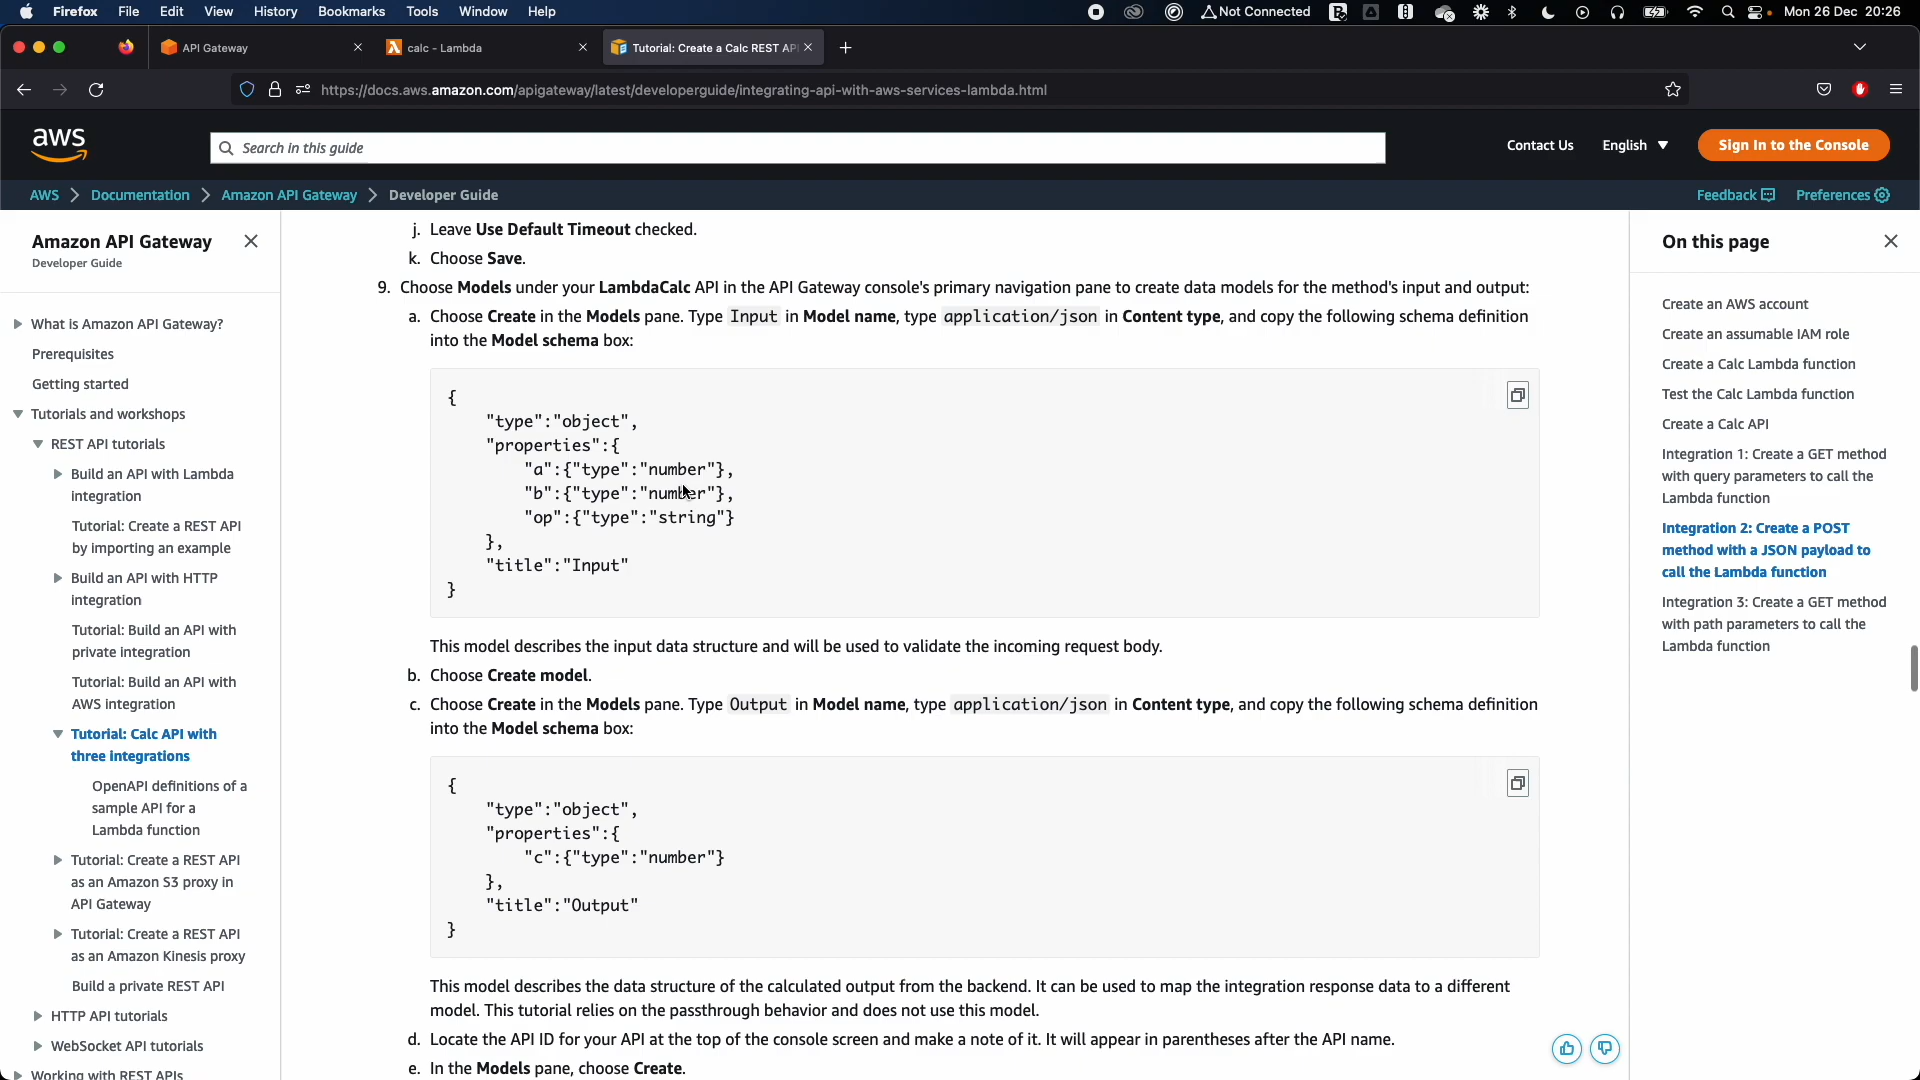 Firefox File Edit View History Bookmarks Tools Window Help Not Connected Mon 26 Dec 20:26
API Gateway calc - Lambda Tutorial: Create a Calc REST AP
https://docs.aws.amazon.com/apigateway/latest/developerguide/integrating-api-with-aws-services-lambda.html
aws Search in this guide Contact Us English Sign In to the Console
AWS Documentation Amazon API Gateway Developer Guide Feedback Preferences
Amazon API Gateway
Developer Guide
What is Amazon API Gateway?
Prerequisites
Getting started
Tutorials and workshops
REST API tutorials
Build an API with Lambda
integration
Tutorial: Create a REST API
by importing an example
Build an API with HTTP
integration
Tutorial: Build an API with
private integration
Tutorial: Build an API with
AWS integration
Tutorial: Calc API with
three integrations
OpenAPI definitions of a
sample API for a
Lambda function
Tutorial: Create a REST API
as an Amazon S3 proxy in
API Gateway
Tutorial: Create a REST API
as an Amazon Kinesis proxy
Build a private REST API
HTTP API tutorials
WebSocket API tutorials
Working with REST APIs
j. Leave Use Default Timeout checked.
k. Choose Save.
9. Choose Models under your LambdaCalc API in the API Gateway console's primary navigation pane to create data models for the method's input and output:
a. Choose Create in the Models pane. Type Input in Model name, type application/json in Content type, and copy the following schema definition
into the Model schema box:
{
"type":"object",
"properties":{
"a":{"type":"number"},
"b":{"type":"number"},
"op":{"type":"string"}
},
"title":"Input"
}
This model describes the input data structure and will be used to validate the incoming request body.
b. Choose Create model.
c. Choose Create in the Models pane. Type Output in Model name, type application/json in Content type, and copy the following schema definition
into the Model schema box:
{
"type":"object",
"properties":{
"c":{"type":"number"}
},
"title":"Output"
}
This model describes the data structure of the calculated output from the backend. It can be used to map the integration response data to a different
model. This tutorial relies on the passthrough behavior and does not use this model.
d. Locate the API ID for your API at the top of the console screen and make a note of it. It will appear in parentheses after the API name.
e. In the Models pane, choose Create.
On this page
Create an AWS account
Create an assumable IAM role
Create a Calc Lambda function
Test the Calc Lambda function
Create a Calc API
Integration 1: Create a GET method
with query parameters to call the
Lambda function
Integration 2: Create a POST
method with a JSON payload to
call the Lambda function
Integration 3: Create a GET method
with path parameters to call the
Lambda function